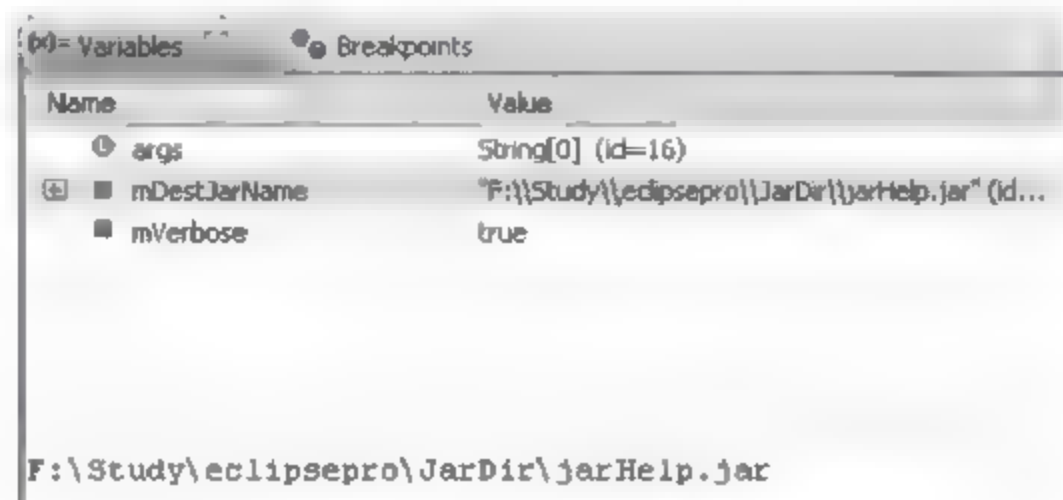 (x)= Variables Breakpoints
Name Value
args String[0] (id=16)
mDestJarName "F:\\Study\\eclipsepro\\JarDir\\jarHelp.jar" (id...
mVerbose true
F:\Study\eclipsepro\JarDir\jarHelp.jar